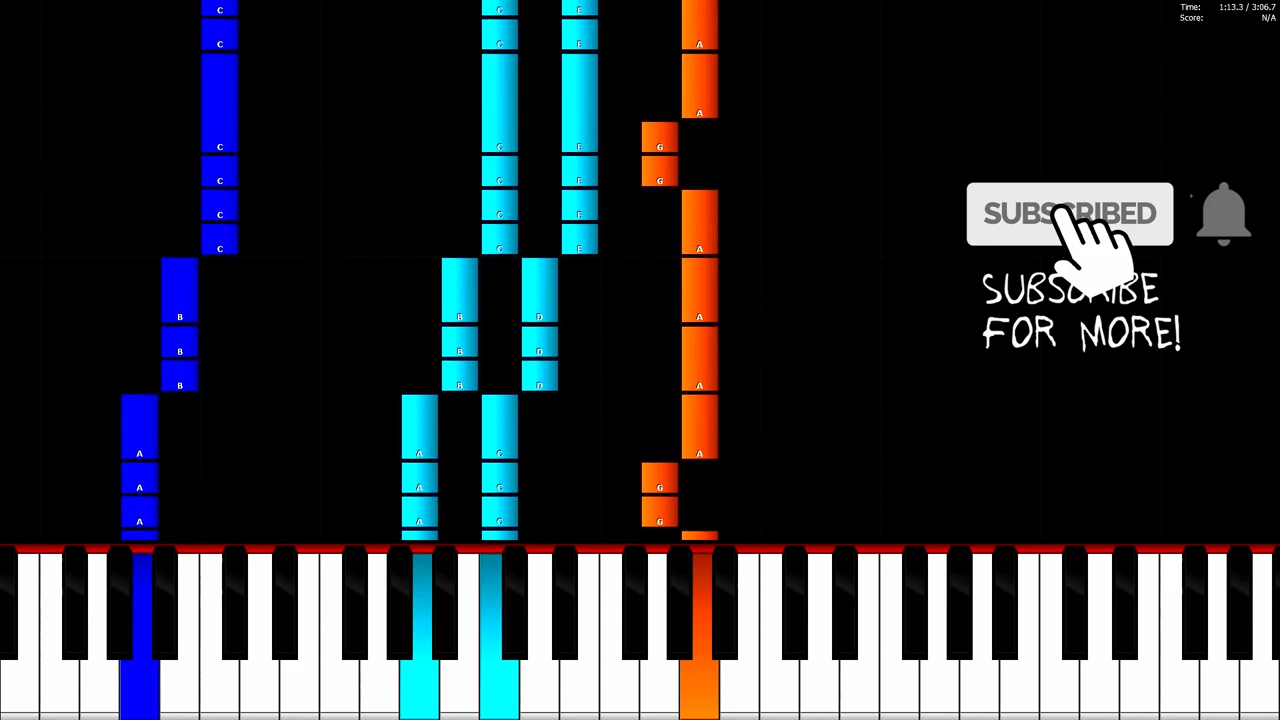 Time: 1:13.3 / 3:06.7
Score: N/A
C C E
C C E A
C A
C C E G
C C E G
C C E
C C E A
B B D A
B B D
B B D A
A A C A
A A C G
A A C G
SUBSCRIBED
SUBSCRIBE
FOR MORE!